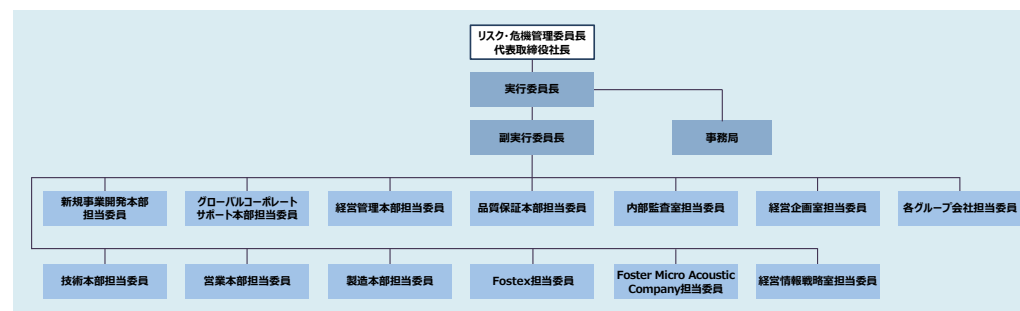 リスク・危機管理委員長
代表取締役社長
実行委員長
副実行委員長
事務局
新規事業開発本部
担当委員
グローバルコーポレート
サポート本部担当委員
経営管理本部担当委員
品質保証本部担当委員
内部監査室担当委員
経営企画室担当委員
各グループ会社担当委員
技術本部担当委員
営業本部担当委員
製造本部担当委員
Fostex担当委員
Foster Micro Acoustic
Company担当委員
経営情報戦略室担当委員